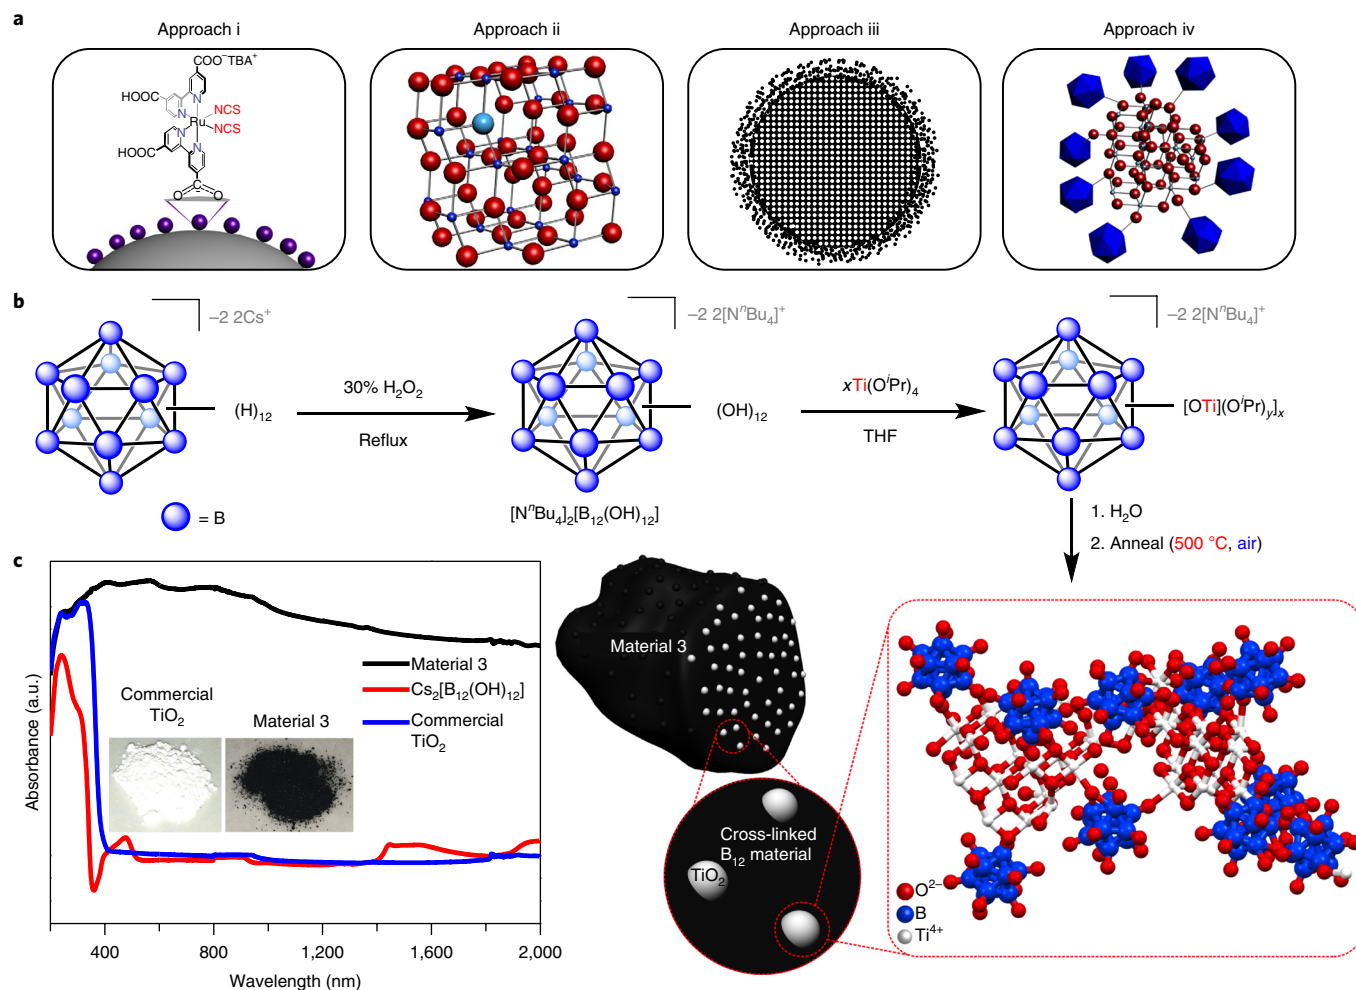 a
Approach i
Approach ii
Approach iii
Approach iv
COO⁻TBA⁺
HOOC
N
N
NCS
Ru
NCS
N
N
HOOC
C
O
O
b
–2 2Cs⁺
–2 2[NⁿBu₄]⁺
–2 2[NⁿBu₄]⁺
(H)₁₂
30% H₂O₂
Reflux
(OH)₁₂
xTi(OⁱPr)₄
THF
[OTi](OⁱPr)y]x
= B
[NⁿBu₄]₂[B₁₂(OH)₁₂]
1. H₂O
2. Anneal (500 °C, air)
c
Absorbance (a.u.)
Material 3
Cs₂[B₁₂(OH)₁₂]
Commercial
TiO₂
Commercial
TiO₂
Material 3
400
800
1,200
1,600
2,000
Wavelength (nm)
Material 3
Cross-linked
B₁₂ material
TiO₂
O²⁻
B
Ti⁴⁺